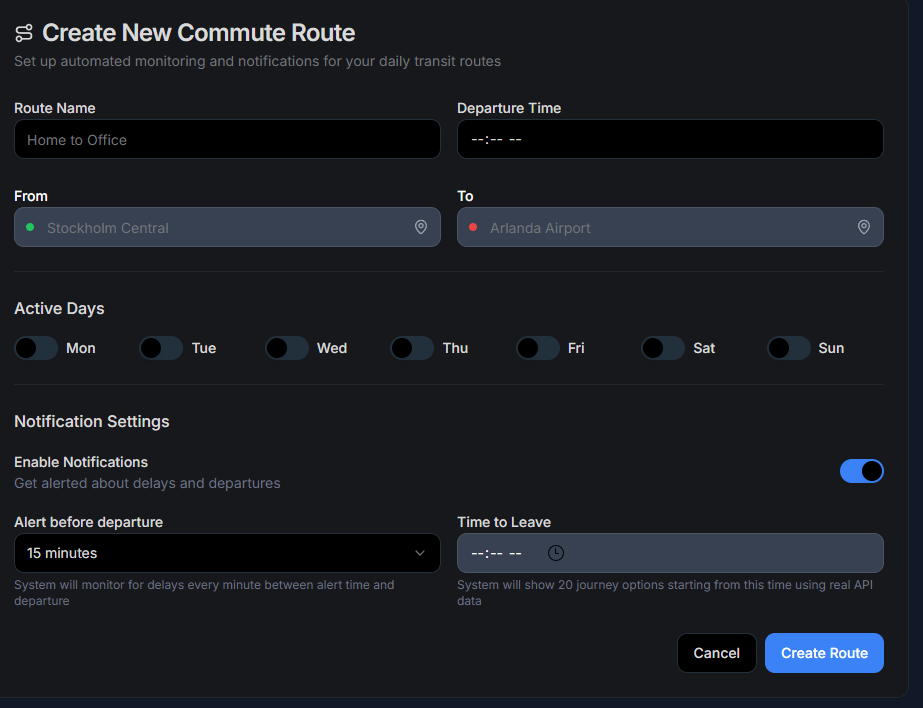 Create New Commute Route
Set up automated monitoring and notifications for your daily transit routes
Route Name
Departure Time
Home to Office
--:-- --
From
To
Stockholm Central
Arlanda Airport
Active Days
Mon
Tue
Wed
Thu
Fri
Sat
Sun
Notification Settings
Enable Notifications
Get alerted about delays and departures
Alert before departure
Time to Leave
15 minutes
--:-- --
System will monitor for delays every minute between alert time and
departure
System will show 20 journey options starting from this time using real API
data
Cancel
Create Route